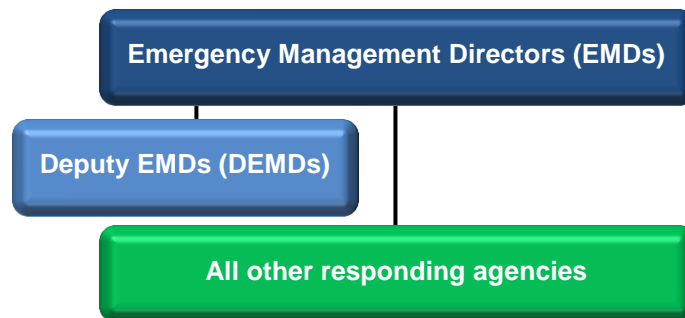 Emergency Management Directors (EMDs)
Deputy EMDs (DEMDs)
All other responding agencies